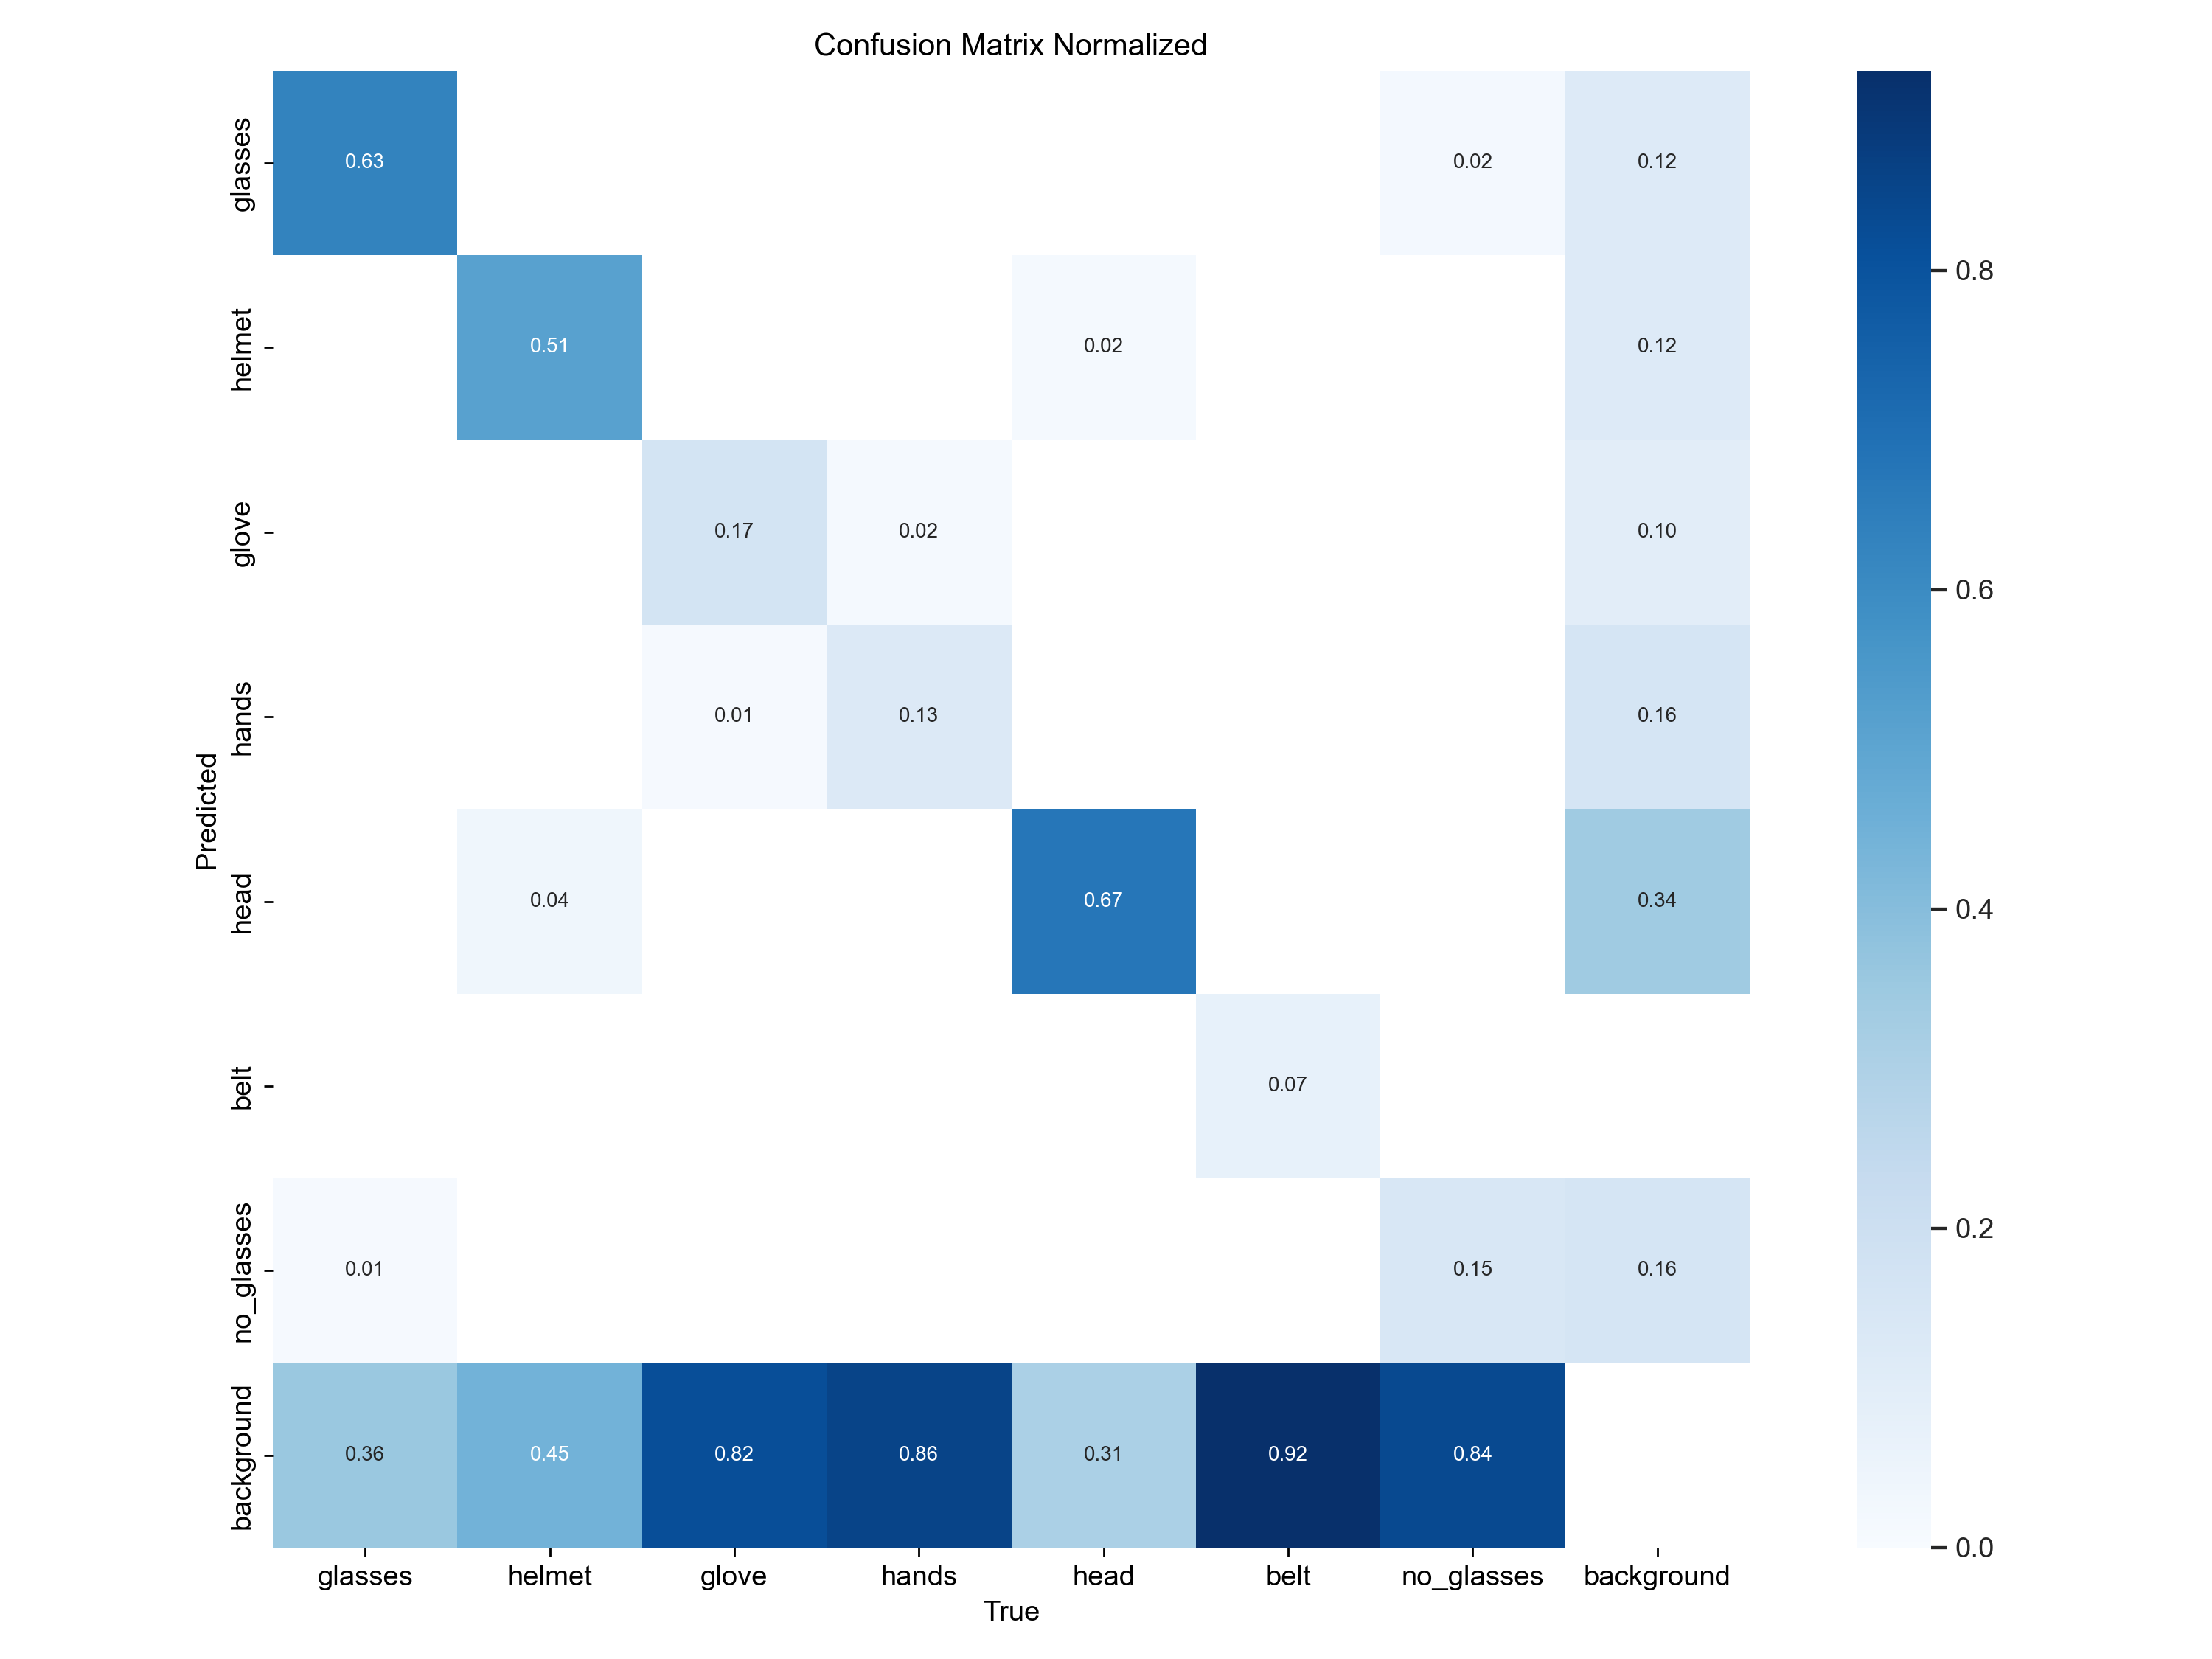 Confusion Matrix Normalized
glasses
0.63
0.02
0.12
helmet
0.51
0.02
0.12
glove
0.17
0.02
0.10
hands
0.01
0.13
0.16
head
0.04
0.67
0.34
belt
0.07
no_glasses
0.01
0.15
0.16
background
0.36
0.45
0.82
0.86
0.31
0.92
0.84
Predicted
glasses
helmet
glove
hands
head
belt
no_glasses
background
True
0.8
0.6
0.4
0.2
0.0